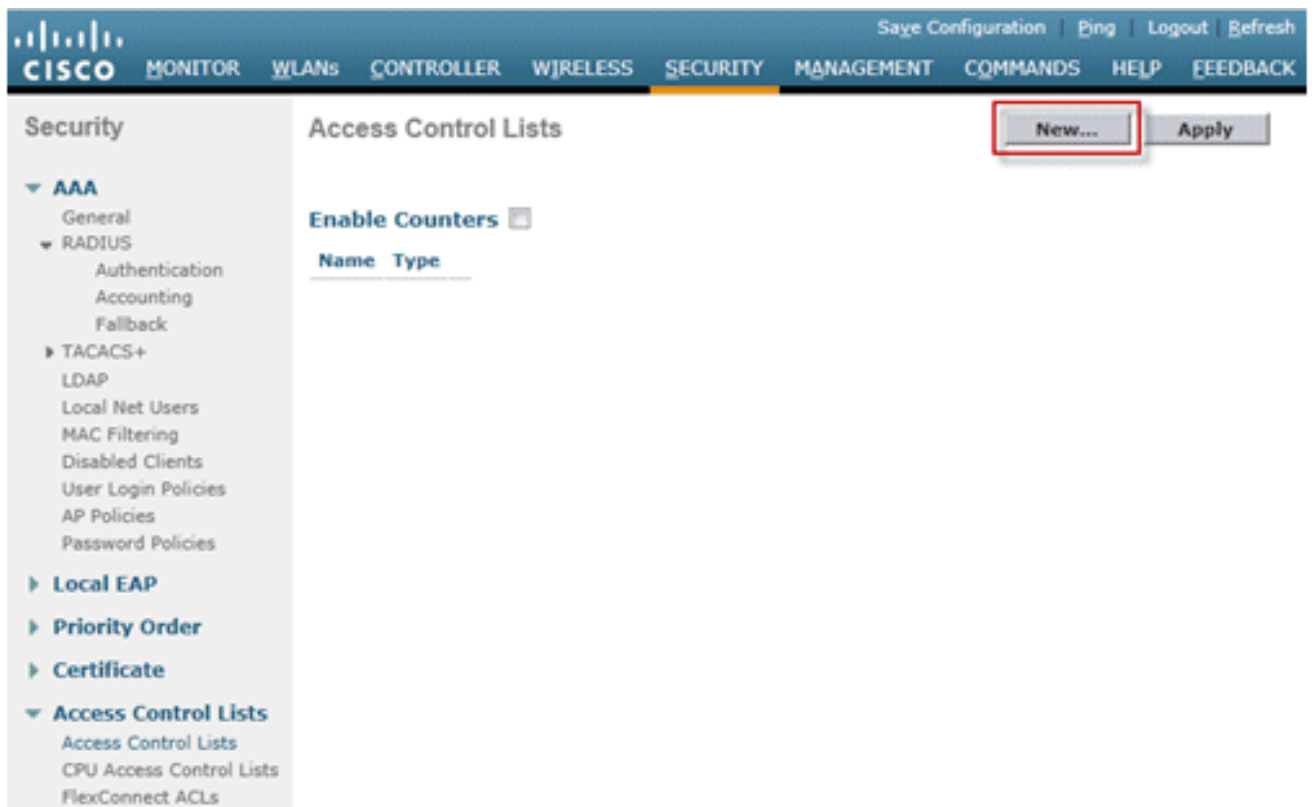 Save Configuration | Ping | Logout | Refresh
CISCO MONITOR WLANs CONTROLLER WIRELESS SECURITY MANAGEMENT COMMANDS HELP FEEDBACK
Security
AAA
General
RADIUS
Authentication
Accounting
Fallback
TACACS+
LDAP
Local Net Users
MAC Filtering
Disabled Clients
User Login Policies
AP Policies
Password Policies
Local EAP
Priority Order
Certificate
Access Control Lists
Access Control Lists
CPU Access Control Lists
FlexConnect ACLs
Access Control Lists
New...
Apply
Enable Counters
Name Type